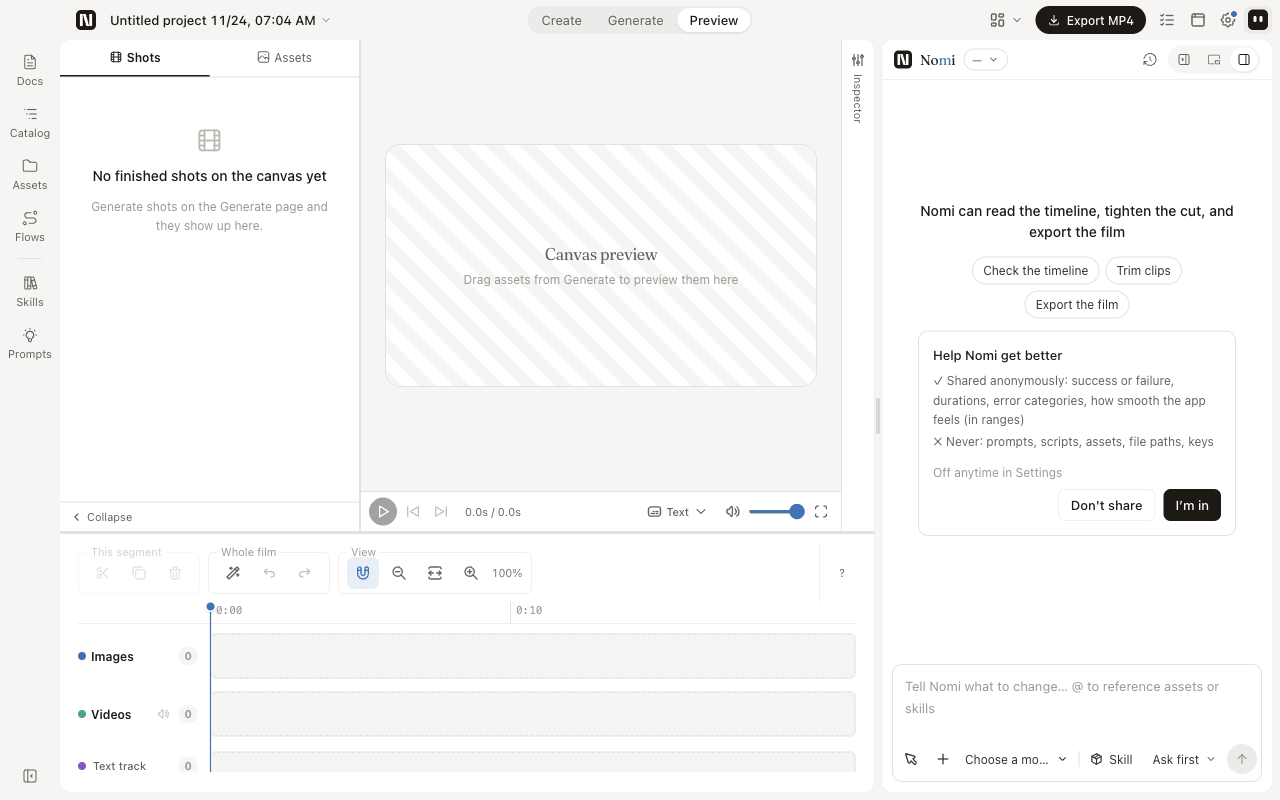 Untitled project 11/24, 07:04 AM
Create
Generate
Preview
Export MP4
Docs
Catalog
Assets
Flows
Skills
Prompts
Shots
Assets
No finished shots on the canvas yet
Generate shots on the Generate page and
they show up here.
Collapse
Canvas preview
Drag assets from Generate to preview them here
0.0s / 0.0s
Text
Inspector
This segment
Whole film
View
100%
?
0:00
0:10
Images
0
Videos
0
Text track
0
Nomi
—
Nomi can read the timeline, tighten the cut, and
export the film
Check the timeline
Trim clips
Export the film
Help Nomi get better
✓ Shared anonymously: success or failure,
durations, error categories, how smooth the app
feels (in ranges)
✕ Never: prompts, scripts, assets, file paths, keys
Off anytime in Settings
Don't share
I'm in
Tell Nomi what to change... @ to reference assets or
skills
Choose a mo...
Skill
Ask first